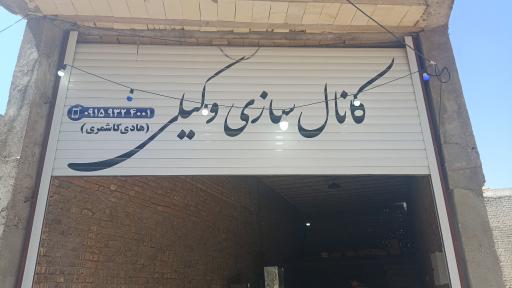 کانال سازی وکیلی
۰۹۱۵ ۹۳۲ ۴۰۰۱
(هادی کاشمری)